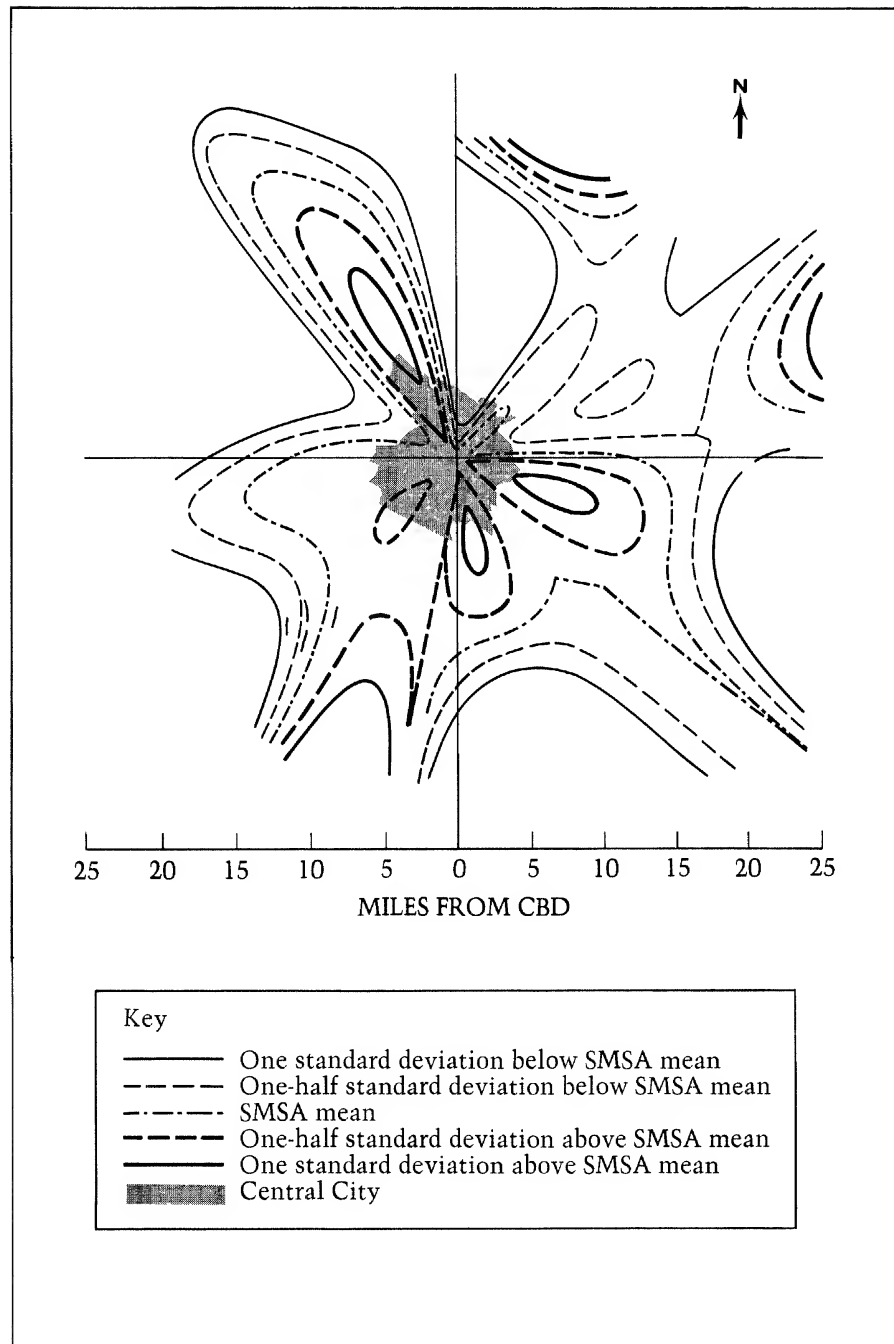 N
25 20 15 10 5 0 5 10 15 20 25
MILES FROM CBD
Key
One standard deviation below SMSA mean
One-half standard deviation below SMSA mean
SMSA mean
One-half standard deviation above SMSA mean
One standard deviation above SMSA mean
Central City